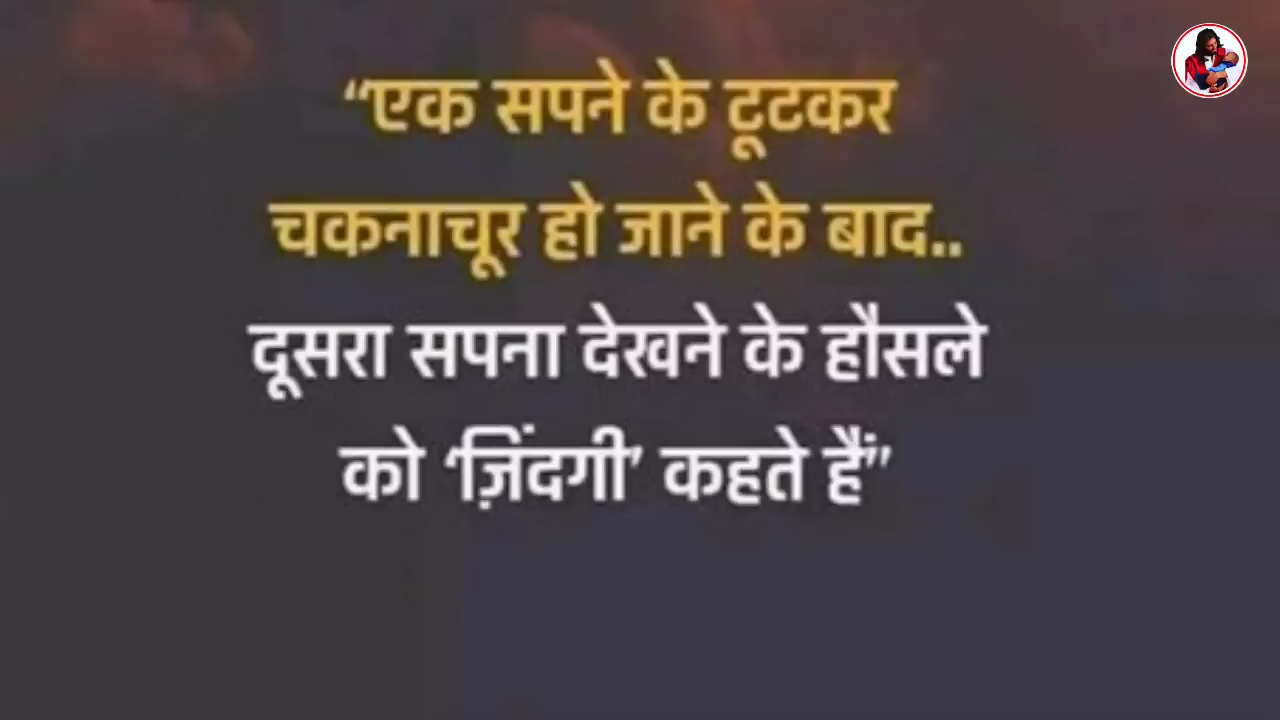 “एक सपने के टूटकर
चकनाचूर हो जाने के बाद..
दूसरा सपना देखने के हौसले
को ‘ज़िंदगी’ कहते हैं”